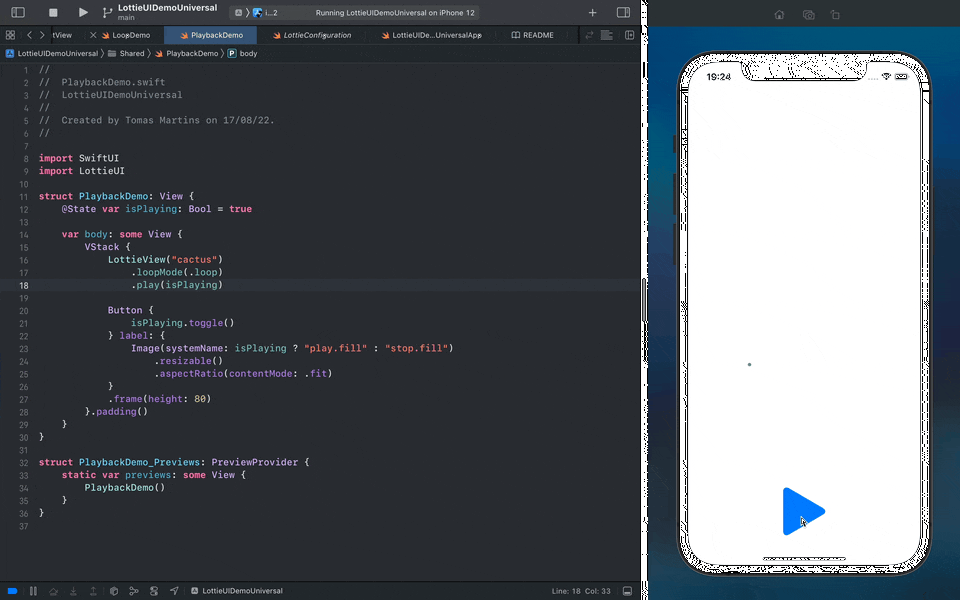 LottieUIDemoUniversal
main
i...2
Running LottieUIDemoUniversal on iPhone 12
tView
LoopDemo
PlaybackDemo
LottieConfiguration
LottieUIDe...UniversalApp
README
LottieUIDemoUniversal
Shared
PlaybackDemo
P
body
1 //
2 //  PlaybackDemo.swift
3 //  LottieUIDemoUniversal
4 //
5 //  Created by Tomas Martins on 17/08/22.
6 //
7
8 import SwiftUI
9 import LottieUI
10
11 struct PlaybackDemo: View {
12     @State var isPlaying: Bool = true
13
14     var body: some View {
15         VStack {
16             LottieView("cactus")
17                 .loopMode(.loop)
18                 .play(isPlaying)
19
20             Button {
21                 isPlaying.toggle()
22             } label: {
23                 Image(systemName: isPlaying ? "play.fill" : "stop.fill")
24                     .resizable()
25                     .aspectRatio(contentMode: .fit)
26             }
27             .frame(height: 80)
28         }.padding()
29     }
30 }
31
32 struct PlaybackDemo_Previews: PreviewProvider {
33     static var previews: some View {
34         PlaybackDemo()
35     }
36 }
37
LottieUIDemoUniversal
Line: 18  Col: 33
19:24